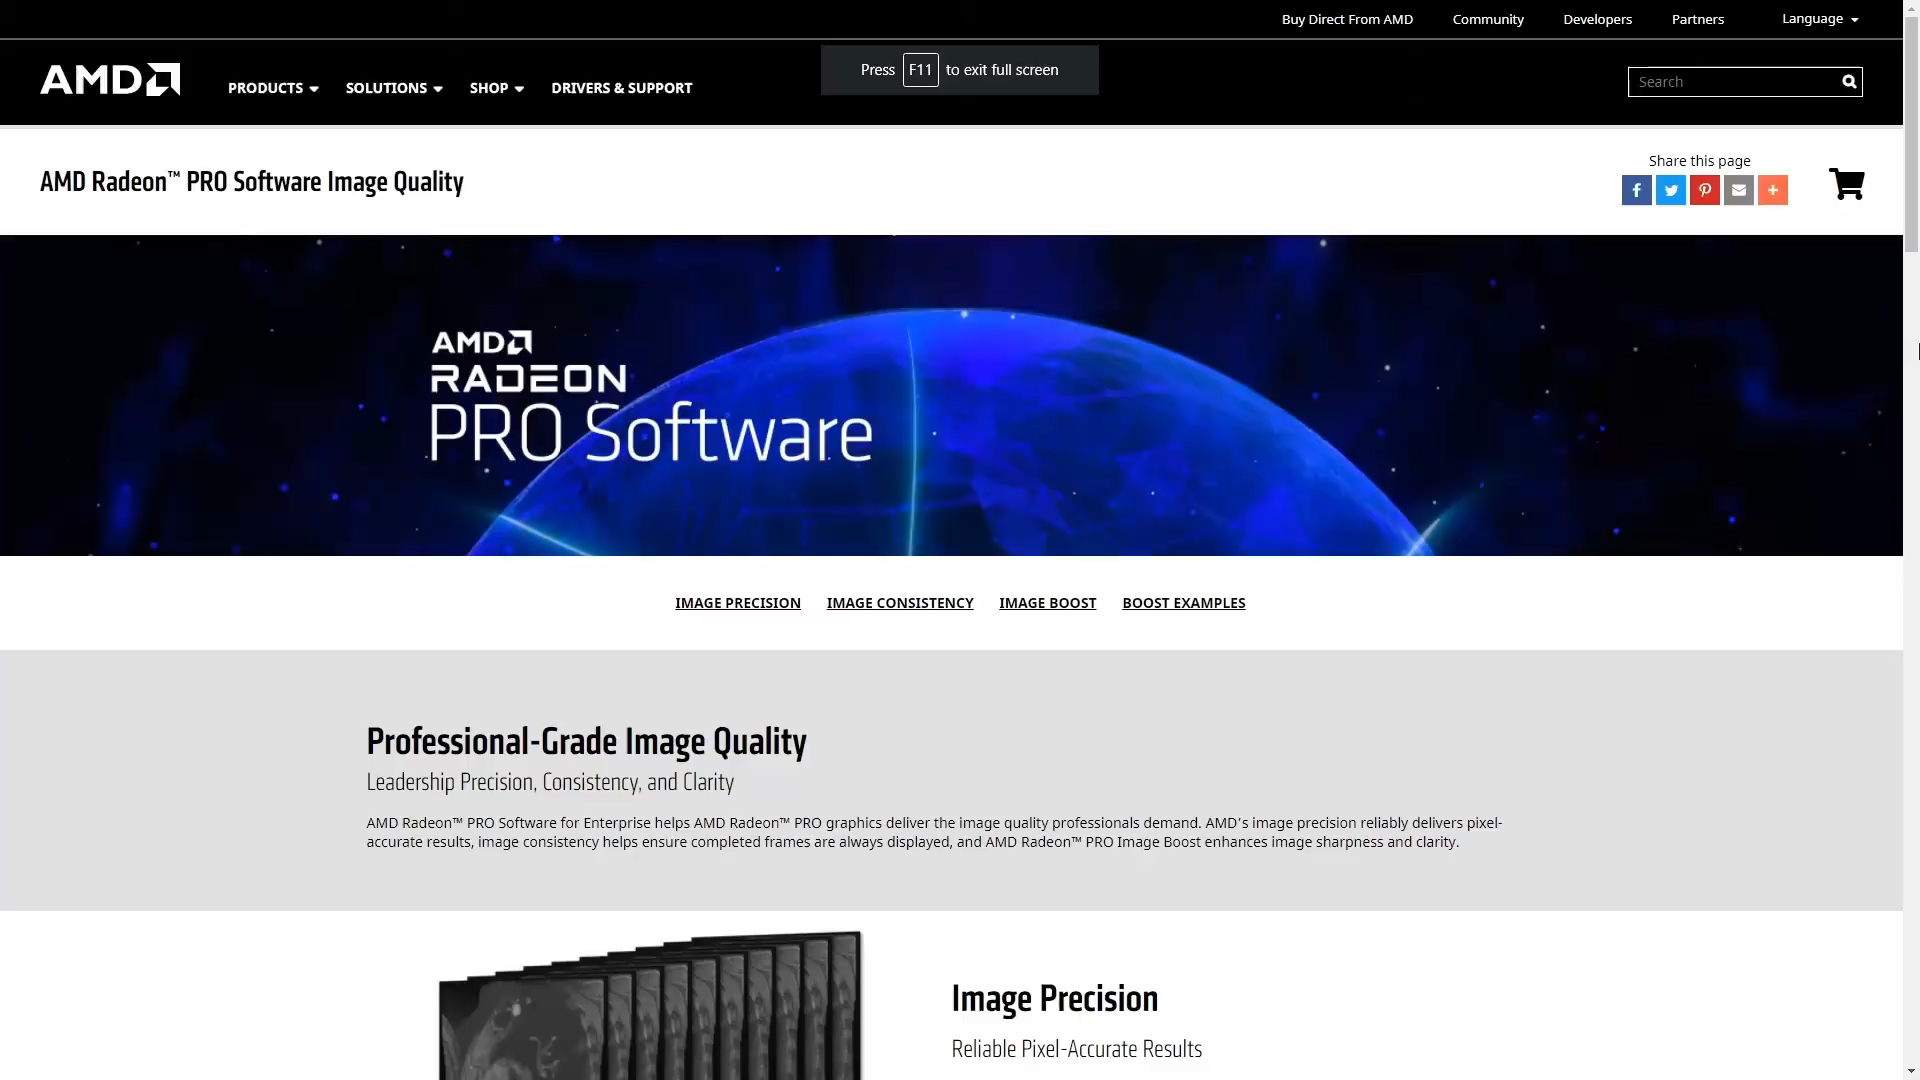 Buy Direct From AMD Community Developers Partners Language
AMD PRODUCTS SOLUTIONS SHOP DRIVERS & SUPPORT
Press F11 to exit full screen
Search
AMD Radeon™ PRO Software Image Quality
Share this page
AMD
RADEON
PRO Software
IMAGE PRECISION IMAGE CONSISTENCY IMAGE BOOST BOOST EXAMPLES
Professional-Grade Image Quality
Leadership Precision, Consistency, and Clarity
AMD Radeon™ PRO Software for Enterprise helps AMD Radeon™ PRO graphics deliver the image quality professionals demand. AMD’s image precision reliably delivers pixel-
accurate results, image consistency helps ensure completed frames are always displayed, and AMD Radeon™ PRO Image Boost enhances image sharpness and clarity.
Image Precision
Reliable Pixel-Accurate Results